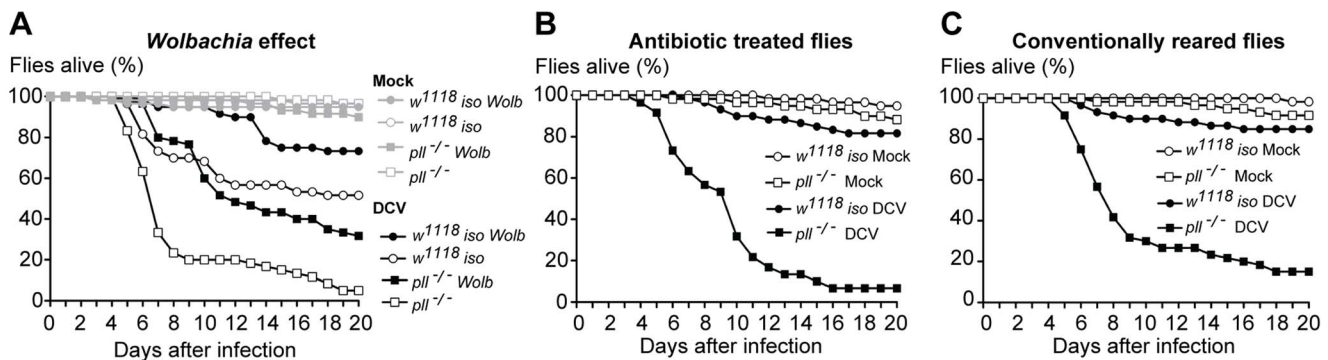 A
Wolbachia effect
Flies alive (%)
100
80
60
40
20
0
0 2 4 6 8 10 12 14 16 18 20
Days after infection
Mock
w1118 iso Wolb
w1118 iso
pll -/- Wolb
pll -/-
DCV
w1118 iso Wolb
w1118 iso
pll -/- Wolb
pll -/-
B
Antibiotic treated flies
Flies alive (%)
100
80
60
40
20
0
0 2 4 6 8 10 12 14 16 18 20
Days after infection
w1118 iso Mock
pll -/- Mock
w1118 iso DCV
pll -/- DCV
C
Conventionally reared flies
Flies alive (%)
100
80
60
40
20
0
0 2 4 6 8 10 12 14 16 18 20
Days after infection
w1118 iso Mock
pll -/- Mock
w1118 iso DCV
pll -/- DCV